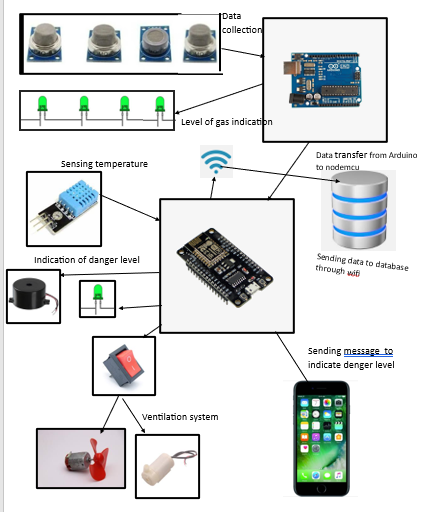 Data
collection
Level of gas indication
Data transfer from Arduino
to nodemcu
Sensing temperature
Sending data to database
through wifi
Indication of danger level
Sending message to
indicate denger level
Ventilation system